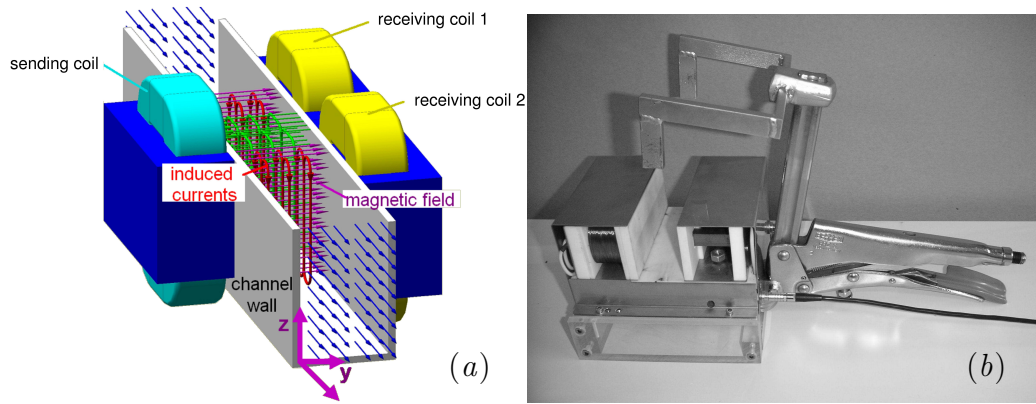 receiving coil 1
sending coil
receiving coil 2
induced
currents
magnetic field
channel
wall
z
y
(a)
(b)